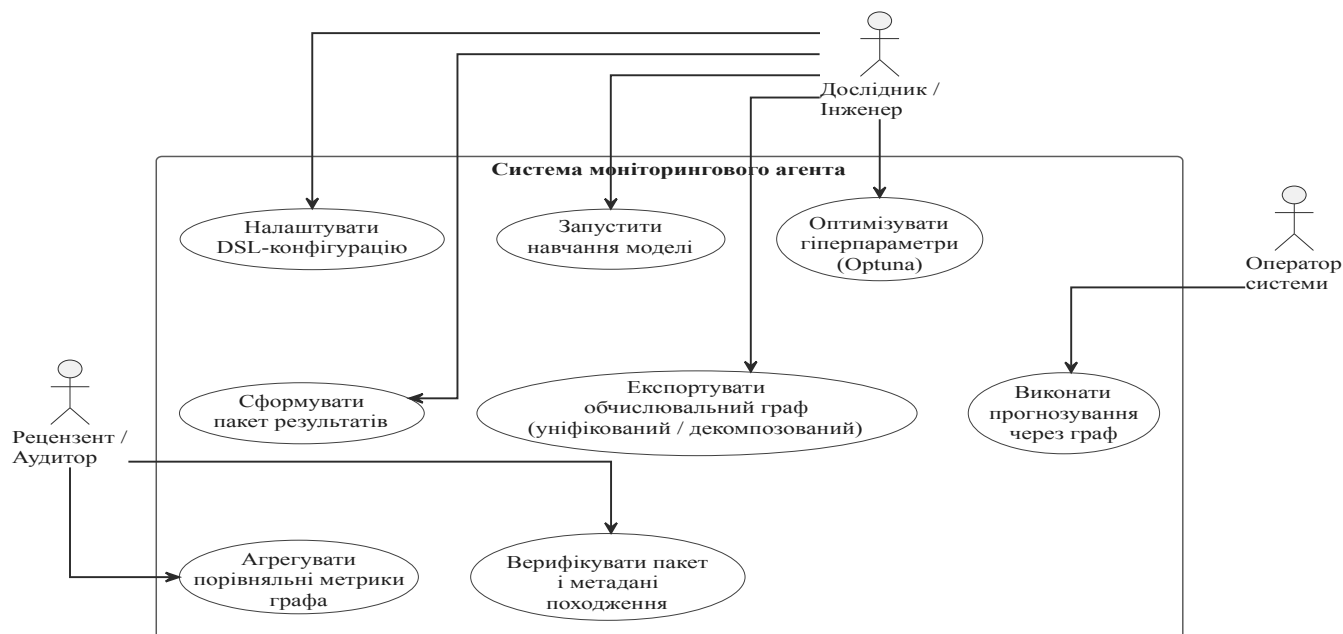 Дослідник /
Інженер
Система моніторингового агента
Налаштувати
DSL-конфігурацію
Запустити
навчання моделі
Оптимізувати
гіперпараметри
(Optuna)
Оператор
системи
Сформувати
пакет результатів
Експортувати
обчислювальний граф
(уніфікований / декомпозований)
Виконати
прогнозування
через граф
Рецензент /
Аудитор
Агрегувати
порівняльні метрики
графа
Верифікувати пакет
і метадані
походження